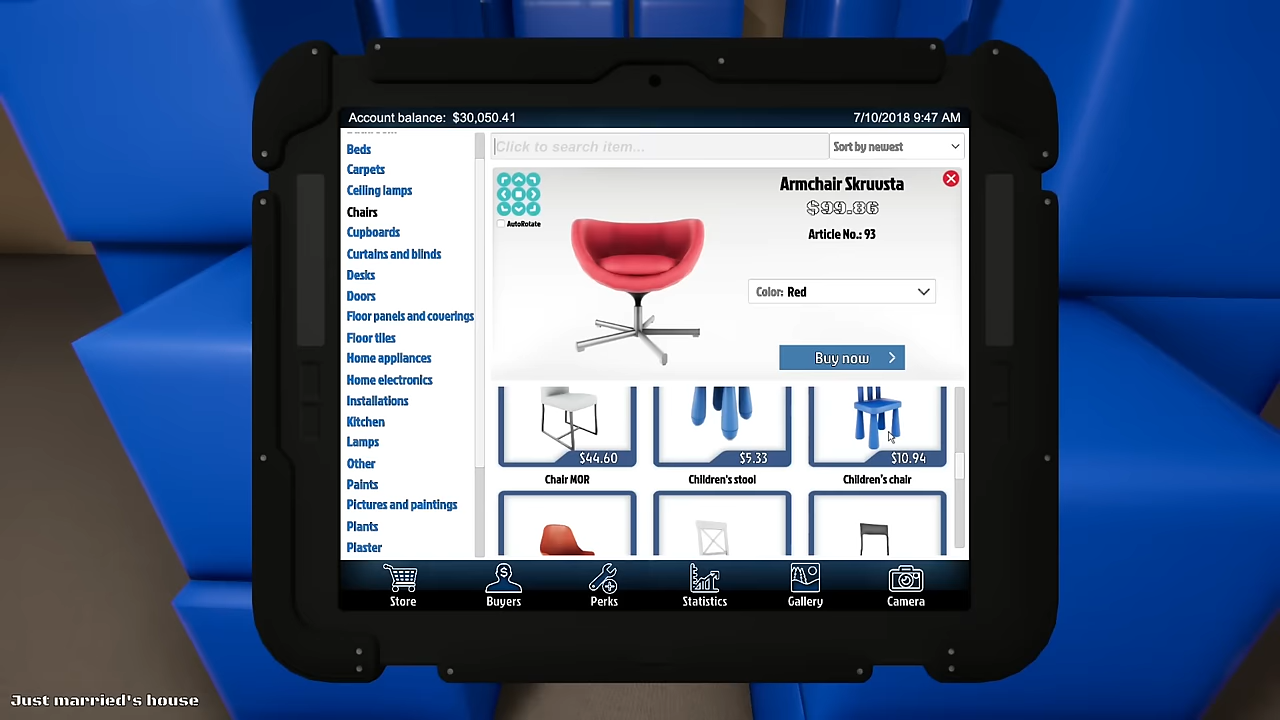 Account balance: $30,050.41
7/10/2018 9:47 AM
Beds
Carpets
Ceiling lamps
Chairs
Cupboards
Curtains and blinds
Desks
Doors
Floor panels and coverings
Floor tiles
Home appliances
Home electronics
Installations
Kitchen
Lamps
Other
Paints
Pictures and paintings
Plants
Plaster
Click to search item...
Sort by newest
AutoRotate
Armchair Skruusta
$99.86
Article No.: 93
Color: Red
Buy now
$44.60
$5.33
$10.94
Chair MOR
Children's stool
Children's chair
Store
Buyers
Perks
Statistics
Gallery
Camera
Just married's house